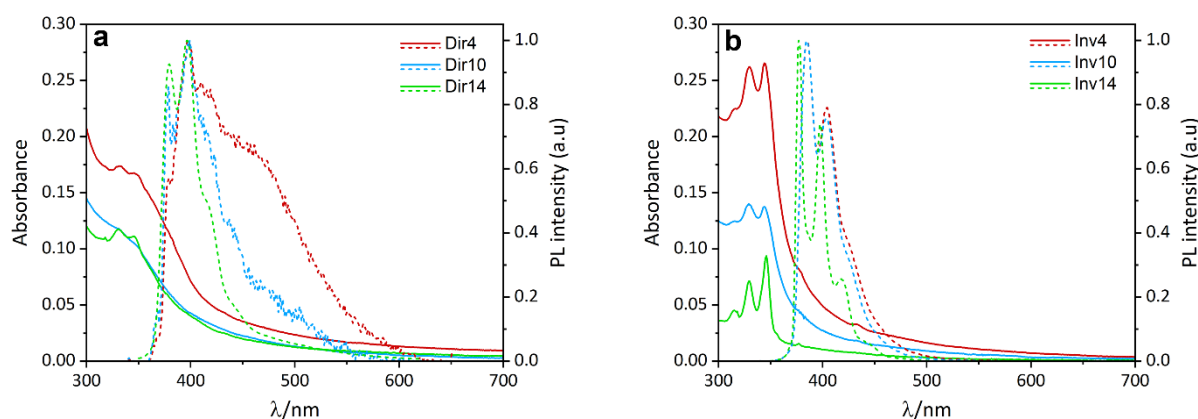 a
Dir4
Dir10
Dir14
0.30
0.25
0.20
0.15
0.10
0.05
0.00
Absorbance
1.0
0.8
0.6
0.4
0.2
0.0
PL intensity (a.u)
300 400 500 600 700
λ/nm
b
Inv4
Inv10
Inv14
0.30
0.25
0.20
0.15
0.10
0.05
0.00
Absorbance
1.0
0.8
0.6
0.4
0.2
0.0
PL intensity (a.u)
300 400 500 600 700
λ/nm